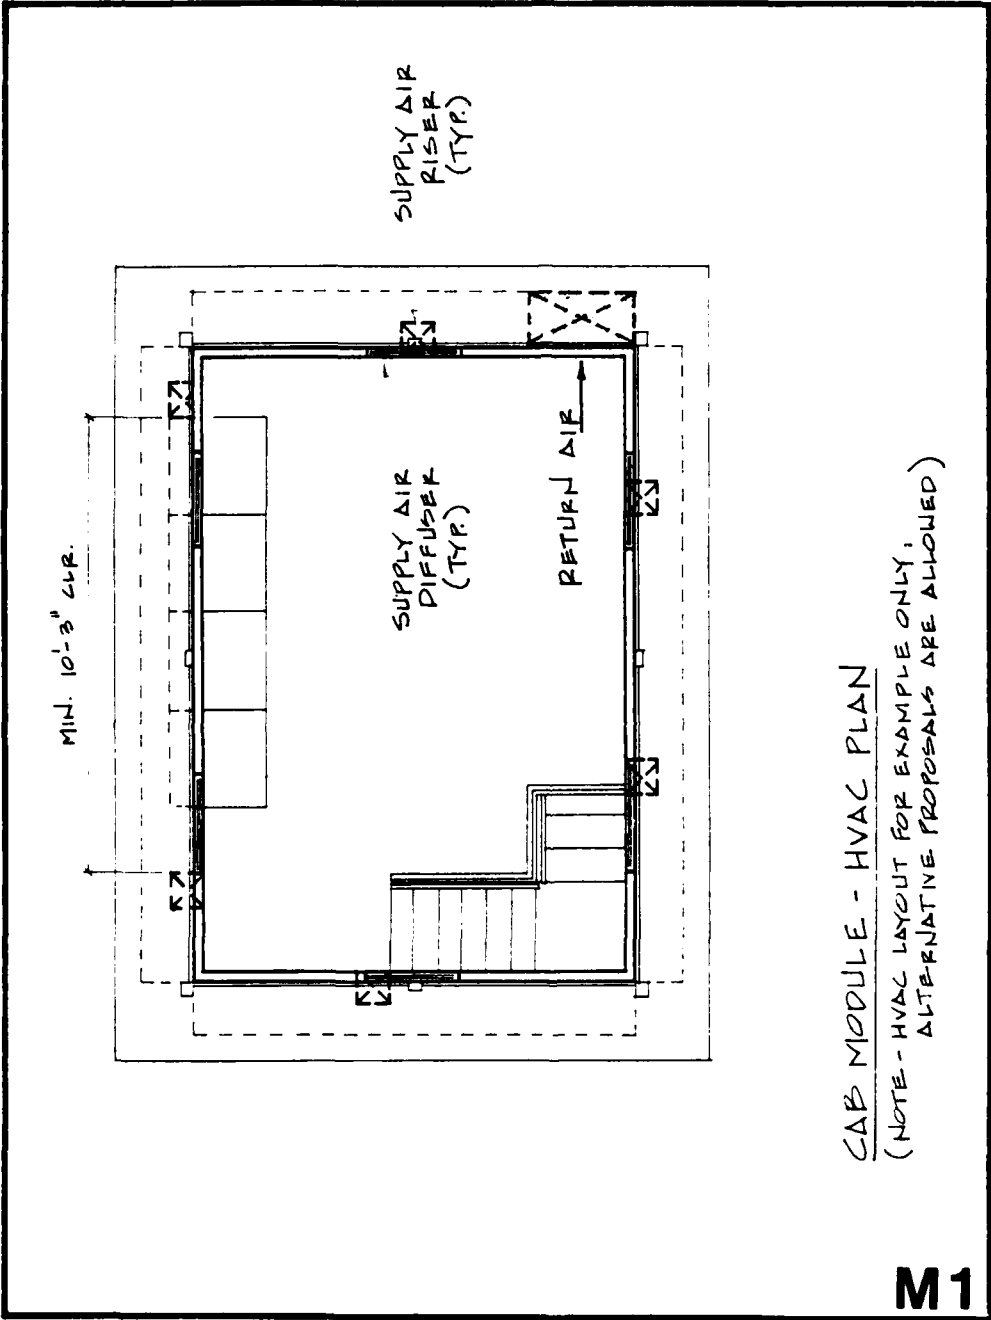 MIN. 10'-3" CLR.
SUPPLY AIR
RISER
(TYP.)
SUPPLY AIR
DIFFUSER
(TYP.)
RETURN AIR
CAB MODULE - HVAC PLAN
(NOTE - HVAC LAYOUT FOR EXAMPLE ONLY,
ALTERNATIVE PROPOSALS ARE ALLOWED)
M1